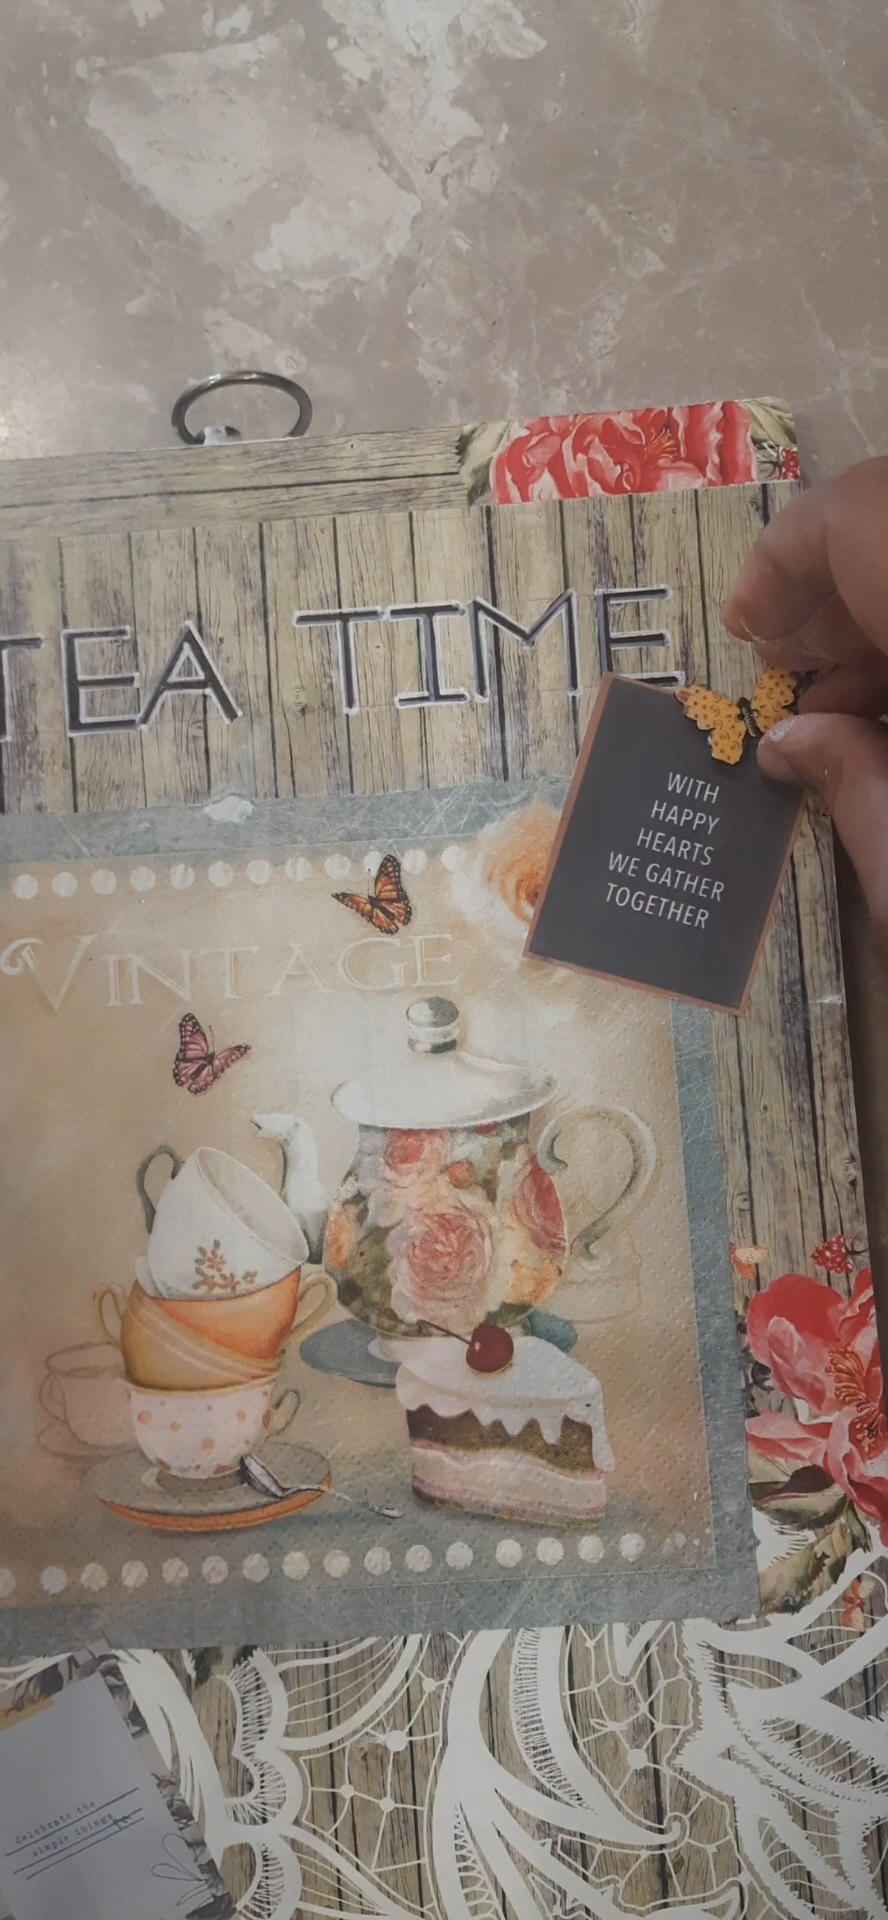 TEA TIME
WITH
HAPPY
HEARTS
WE GATHER
TOGETHER
VINTAGE
Celebrate the
simple things